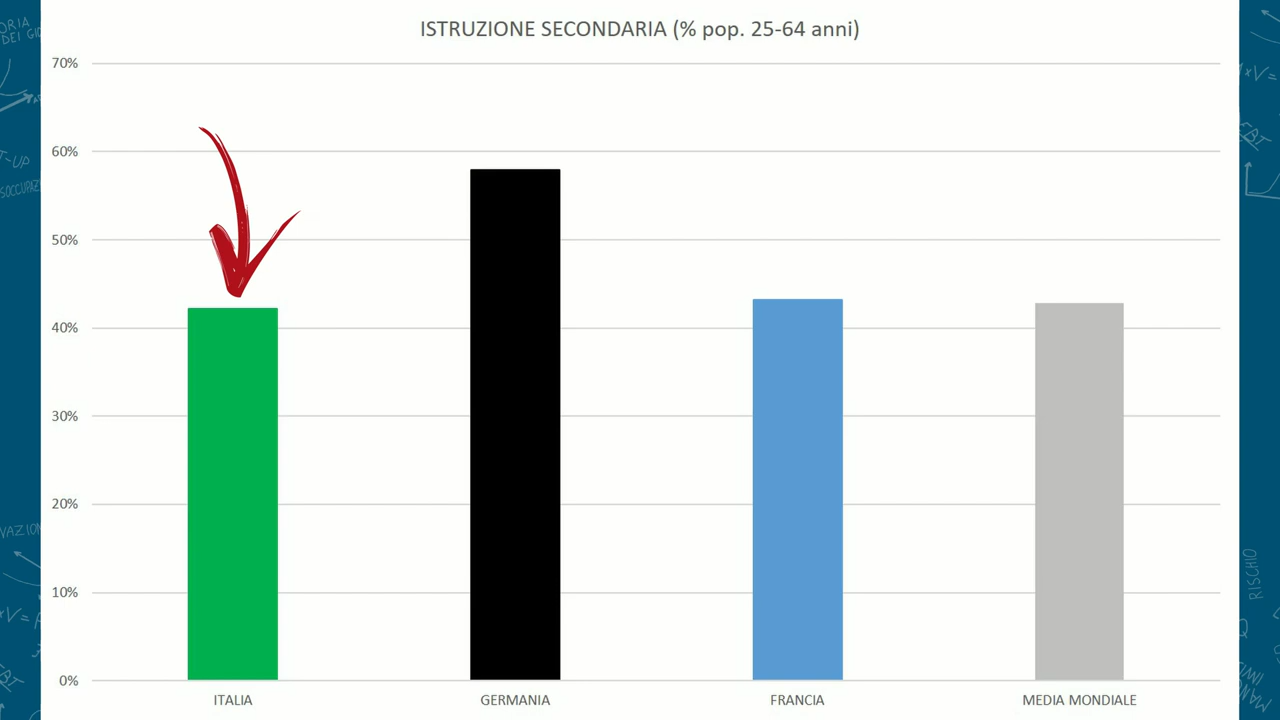 ISTRUZIONE SECONDARIA (% pop. 25-64 anni)
70%
60%
50%
40%
30%
20%
10%
0%
ITALIA
GERMANIA
FRANCIA
MEDIA MONDIALE
RISCHIO